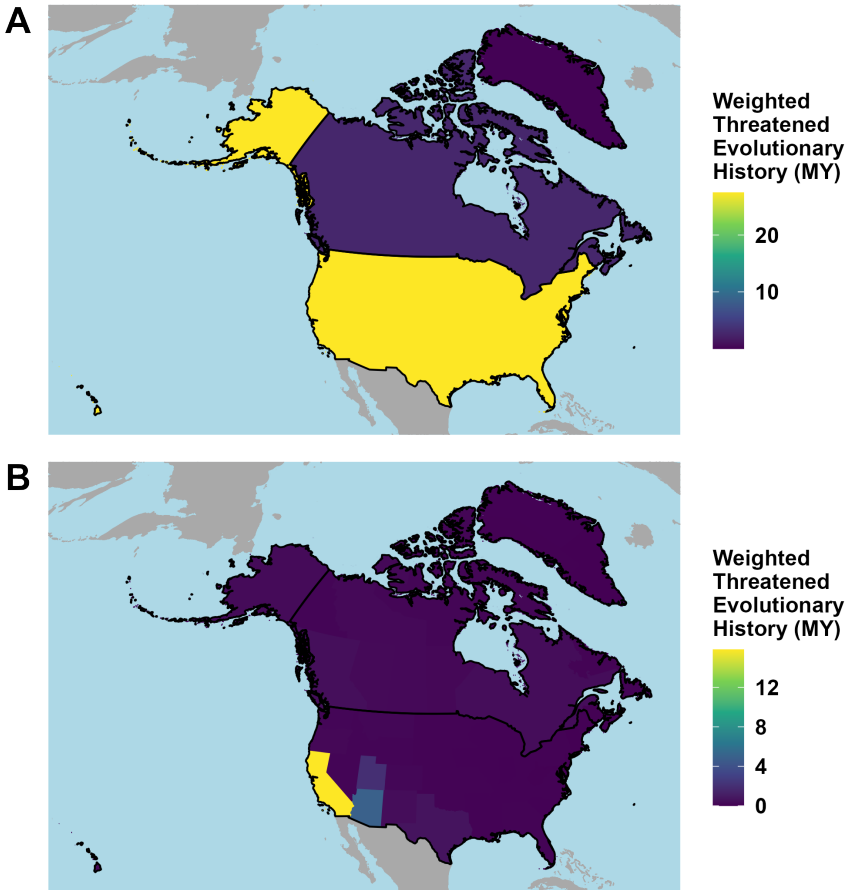 A
Weighted
Threatened
Evolutionary
History (MY)
20
10
B
Weighted
Threatened
Evolutionary
History (MY)
12
8
4
0